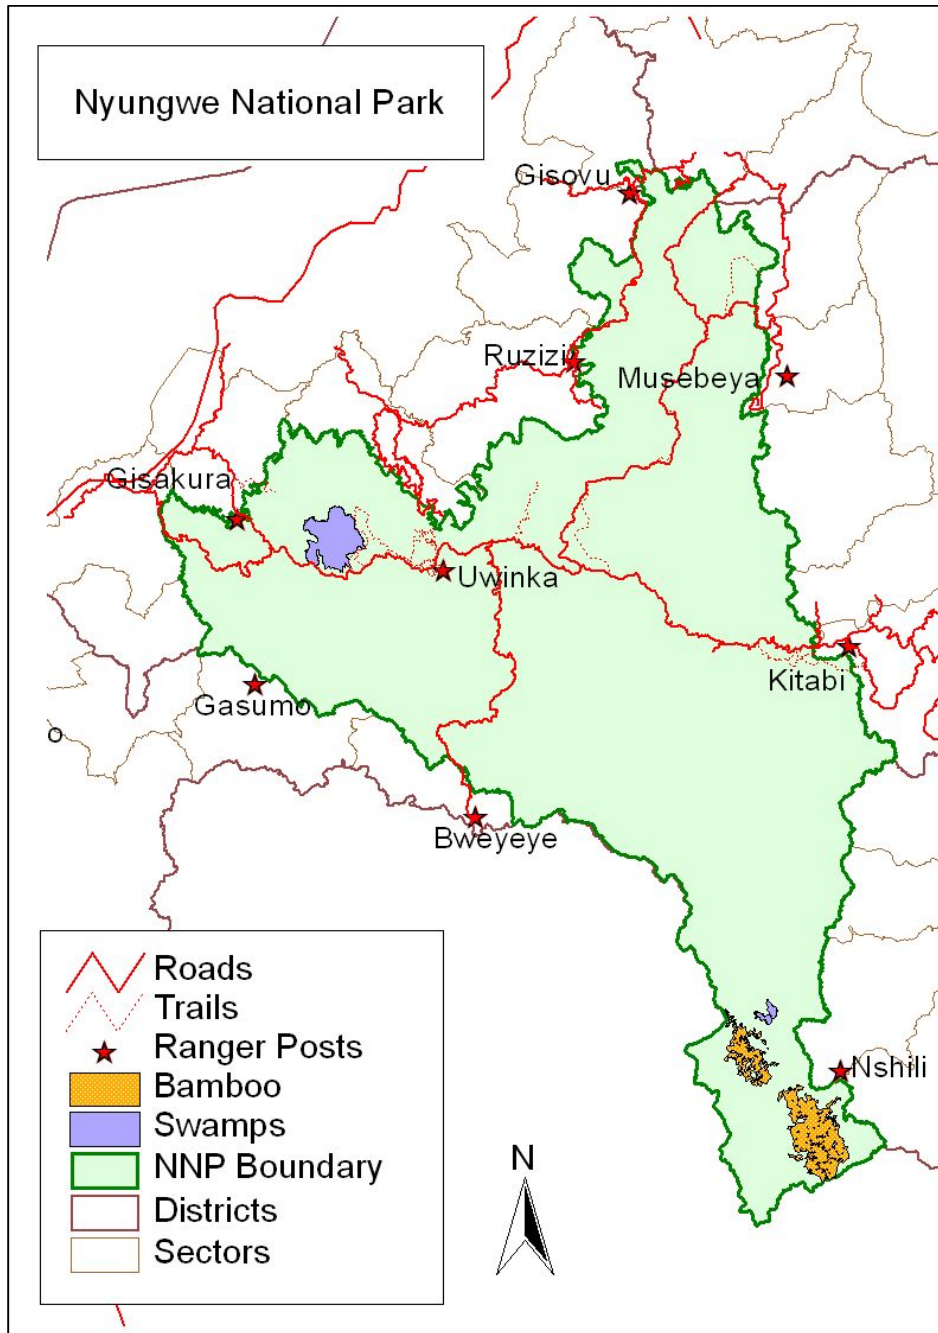 Nyungwe National Park
Gisovu
Ruzizi
Musebeya
Gisakura
Uwinka
Kitabi
Gasumo
o
Bweyeye
Nshili
Roads
Trails
Ranger Posts
Bamboo
Swamps
NNP Boundary
Districts
Sectors
N